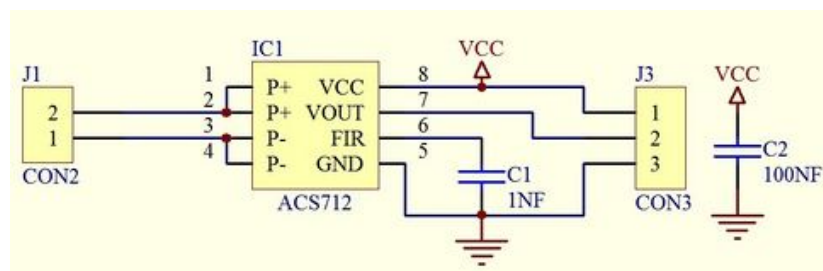 J1
2
1
CON2
IC1
1
2
3
4
P+ VCC
P+ VOUT
P- FIR
P- GND
ACS712
8
7
6
5
VCC
C1
1NF
J3
1
2
3
CON3
VCC
C2
100NF